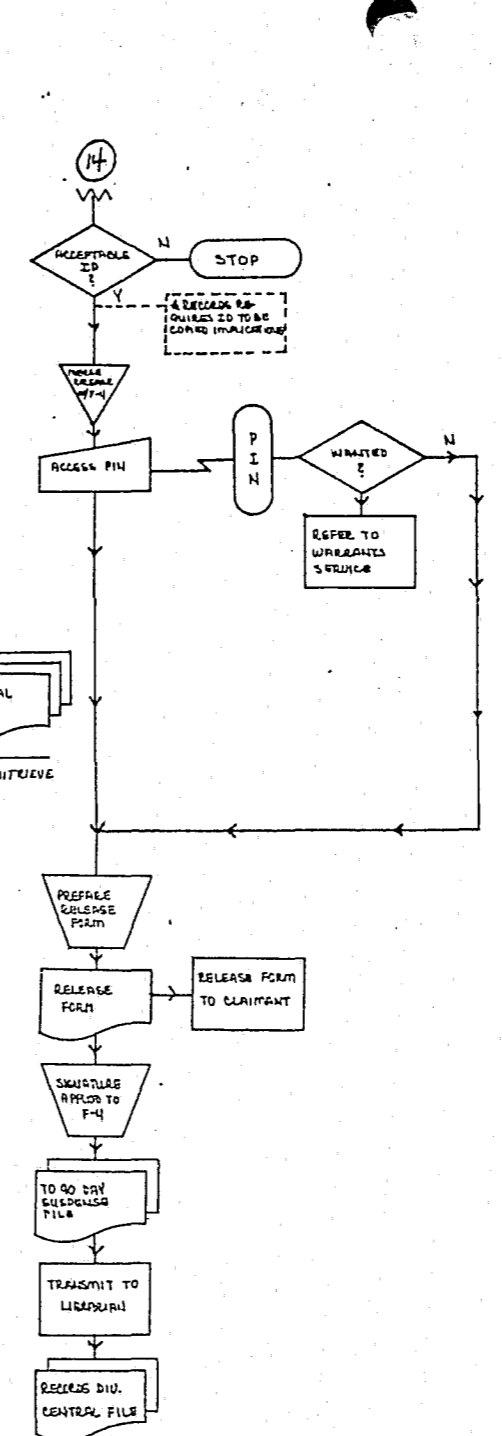 14
ACCEPTABLE
ID
?
N
STOP
Y
RECORDS RE-
QUIRES ID TO BE
COPIED
ACCESS PIN
P
I
N
WANTED
?
N
REFER TO
WARRANTS
SERVICE
AL
PREPARE
RELEASE
FORM
RELEASE
FORM
RELEASE FORM
TO CLAIMANT
SIGNATURE
APPLIED TO
F-4
TO 90 DAY
SUSPENSE
FILE
TRANSMIT TO
LIBRARIAN
RECORDS DIV.
CENTRAL FILE